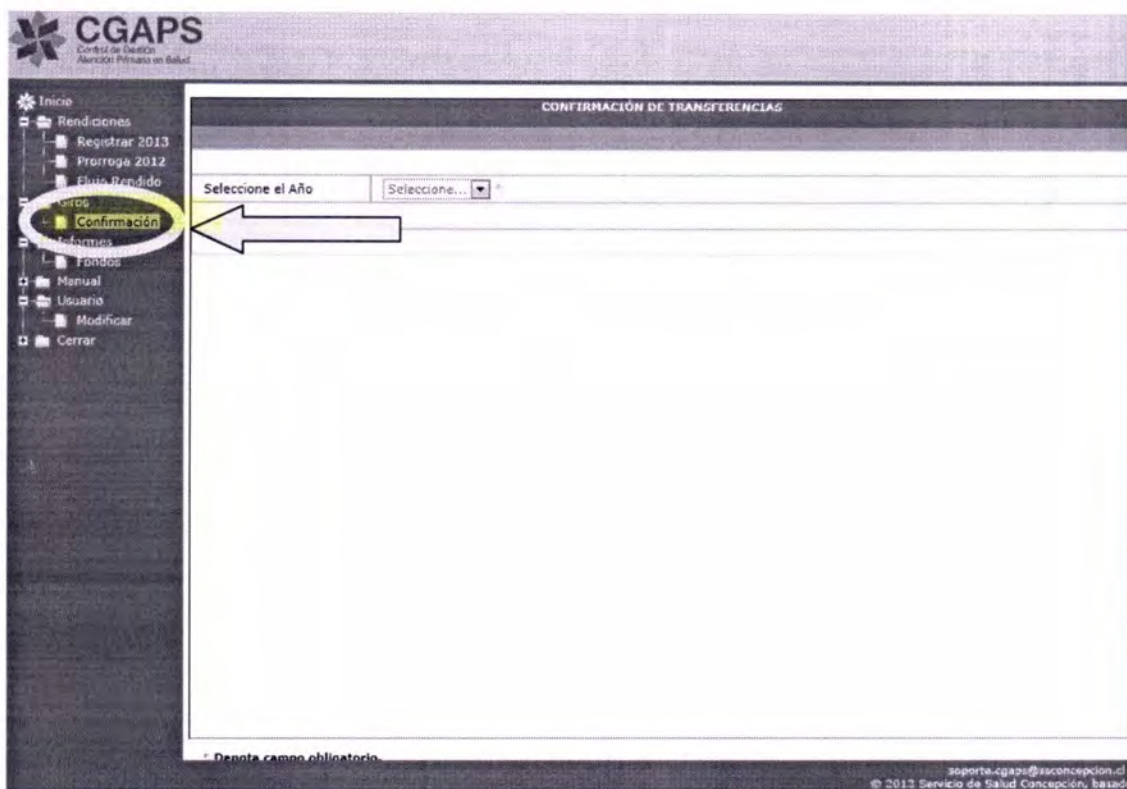 CGAPS
Control de Gestión
Atención Primaria en Salud
Inicio
Rendiciones
Registrar 2013
Prorroga 2012
Flujo Rendido
Giros
Confirmación
Informes
Fondos
Manual
Usuario
Modificar
Cerrar
CONFIRMACIÓN DE TRANSFERENCIAS
Seleccione el Año
Seleccione... *
* Denota campo obligatorio.
soporte.cgaps@ssconcepcion.cl
© 2013 Servicio de Salud Concepción, basado